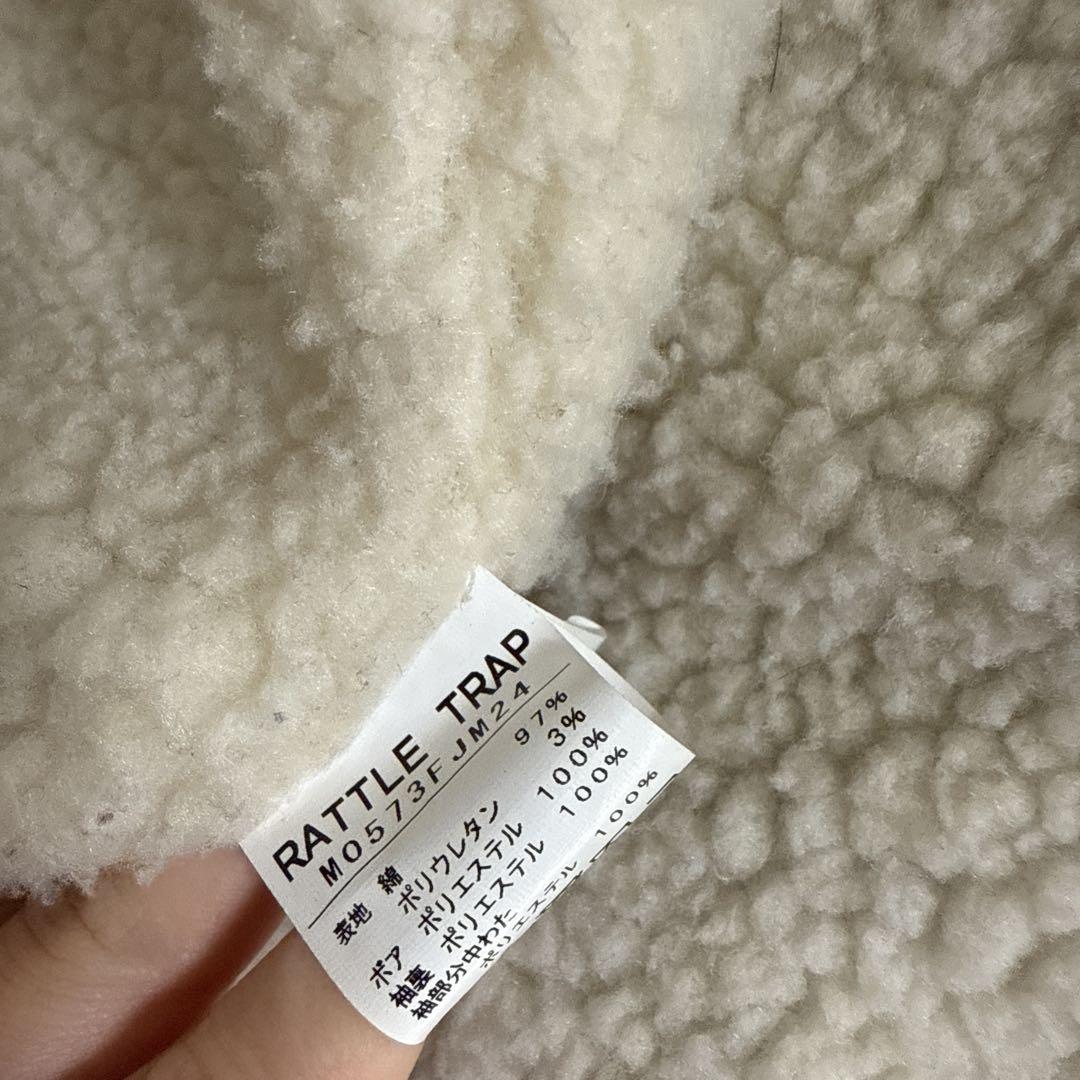 RATTLE TRAP
M0573FJM24
表地 綿 97%
ポリウレタン 3%
ボア ポリエステル 100%
袖裏 ポリエステル 100%
袖部分中わた
ポリエステル 100%